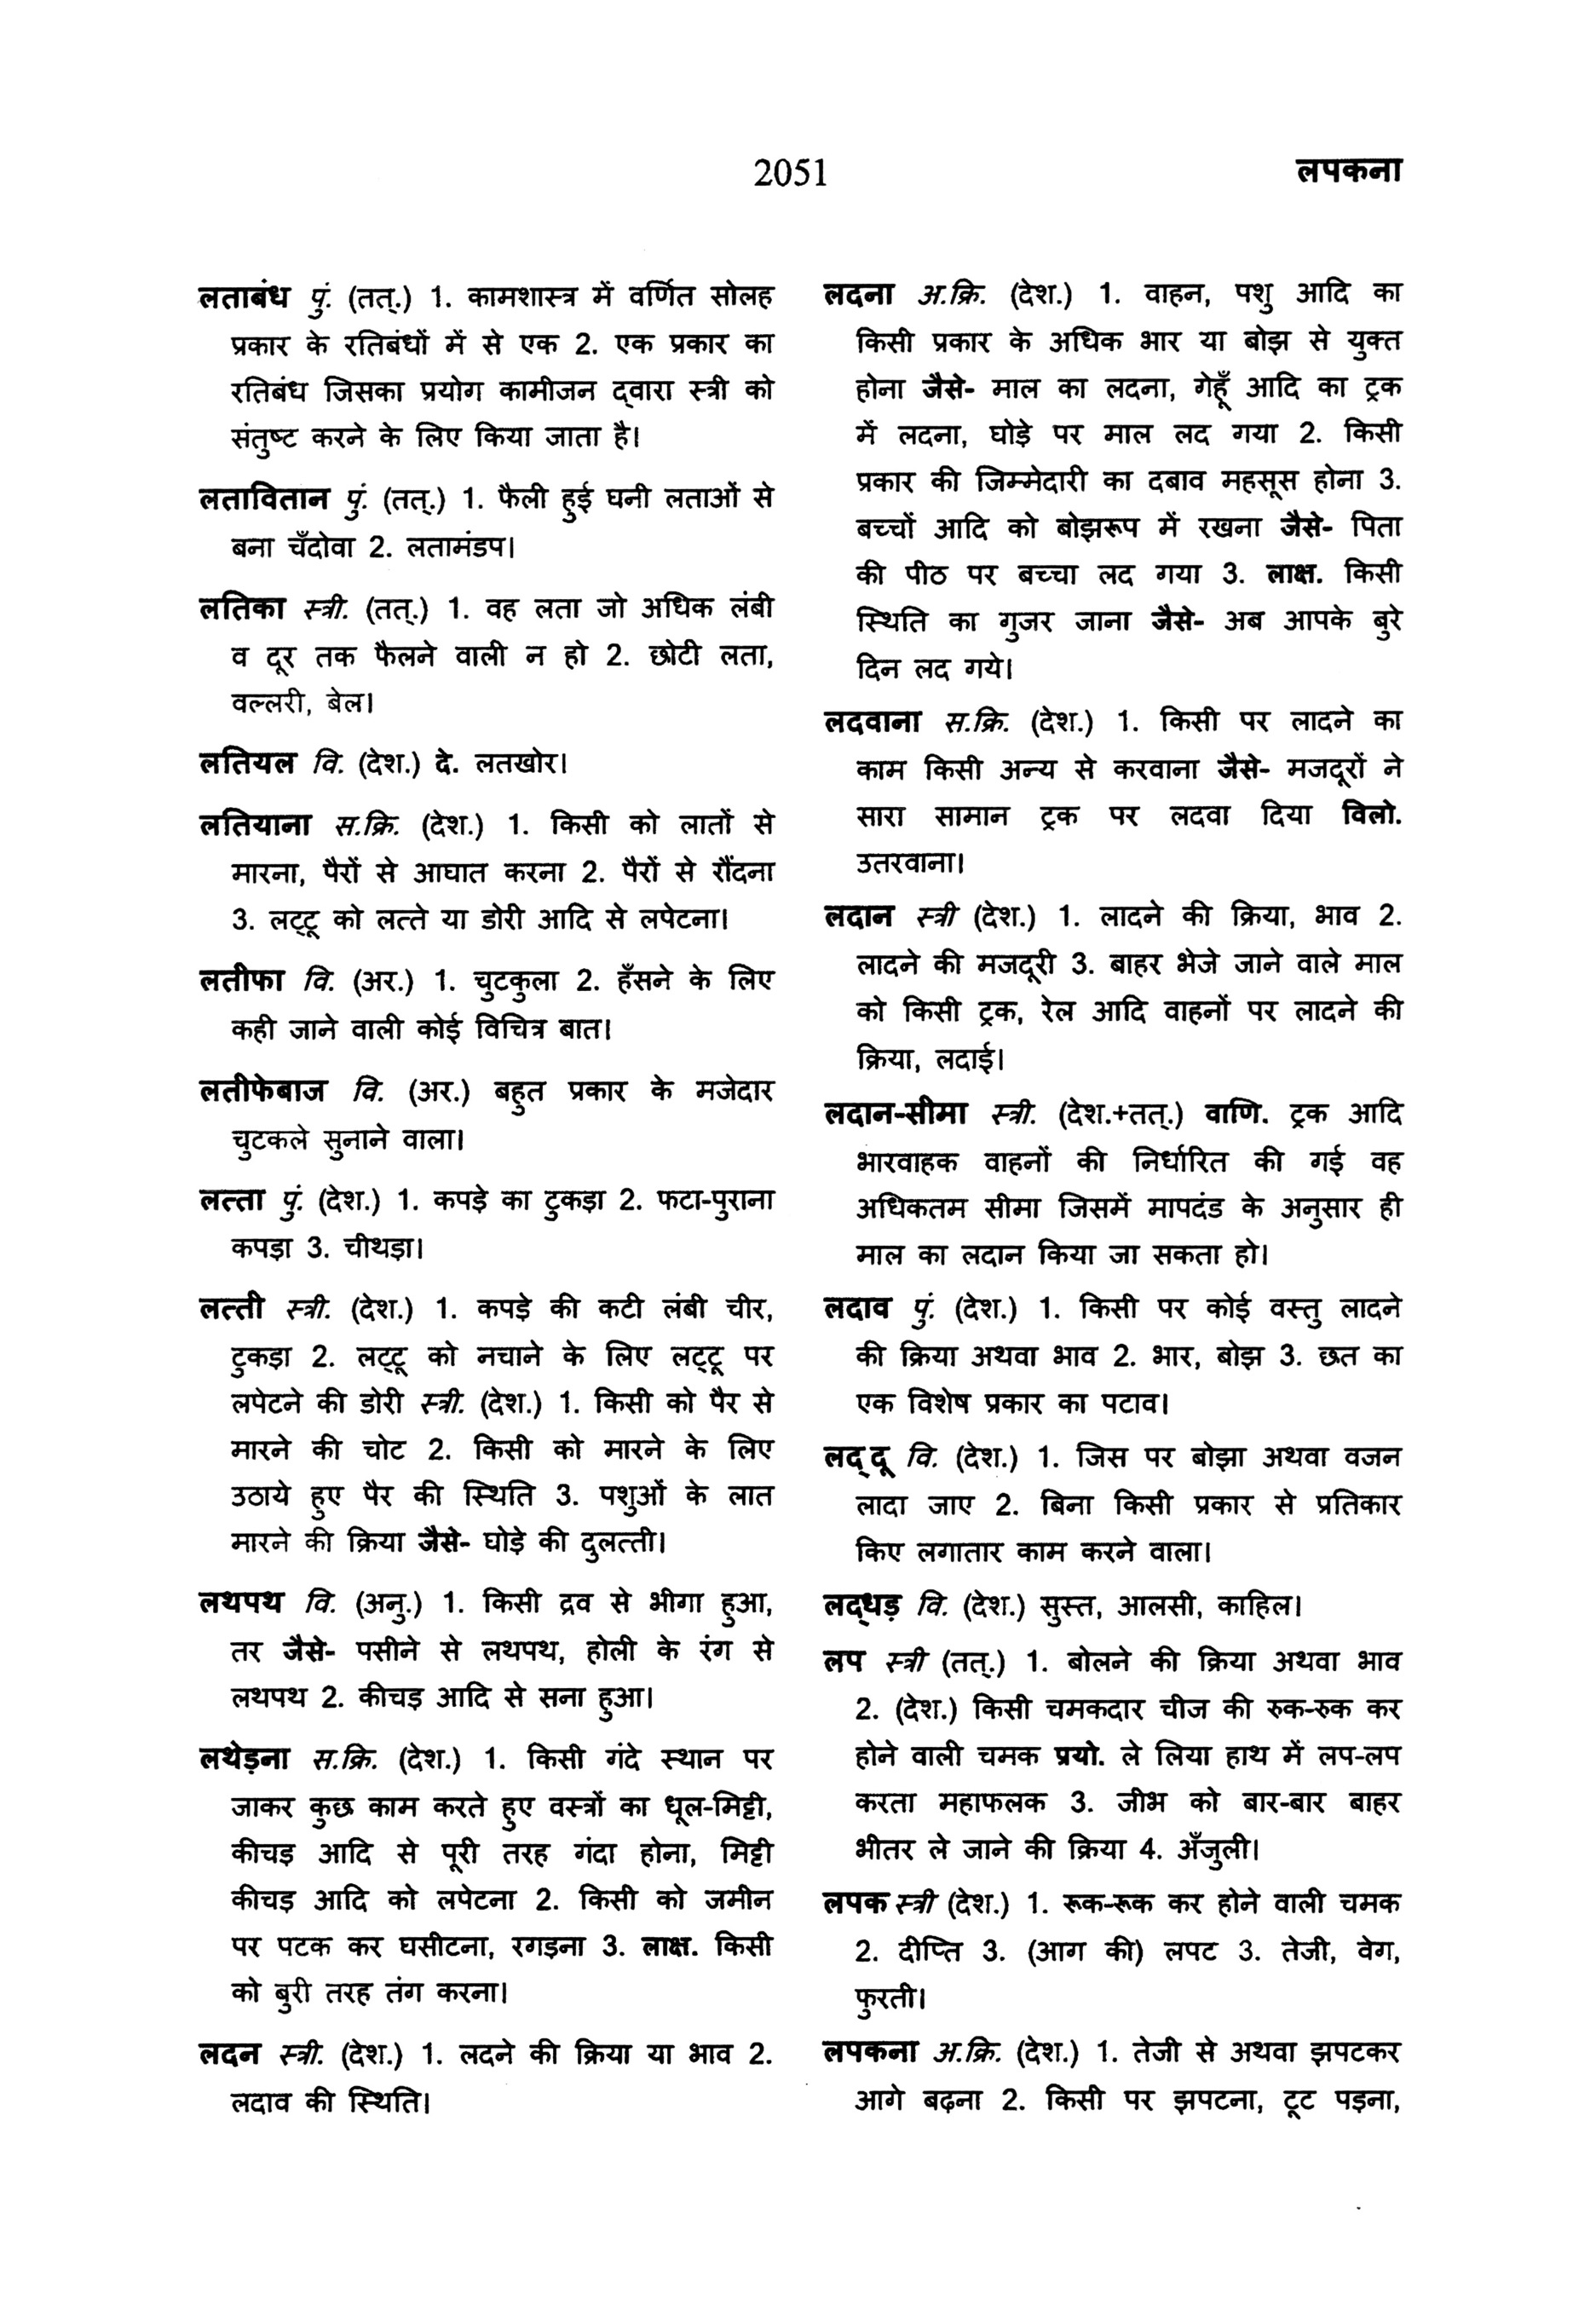 2051
लपकना
लताबंध पुं. (तत्.) 1. कामशास्त्र में वर्णित सोलह
प्रकार के रतिबंधों में से एक 2. एक प्रकार का
रतिबंध जिसका प्रयोग कामीजन द्वारा स्त्री को
संतुष्ट करने के लिए किया जाता है।
लतावितान पुं. (तत्.) 1. फैली हुई घनी लताओं से
बना चँदोवा 2. लतामंडप।
लतिका स्त्री. (तत्.) 1. वह लता जो अधिक लंबी
व दूर तक फैलने वाली न हो 2. छोटी लता,
वल्लरी, बेल।
लतियल वि. (देश.) दे. लतखोर।
लतियाना स.क्रि. (देश.) 1. किसी को लातों से
मारना, पैरों से आघात करना 2. पैरों से रौंदना
3. लट्टू को लत्ते या डोरी आदि से लपेटना।
लतीफा वि. (अर.) 1. चुटकुला 2. हँसने के लिए
कही जाने वाली कोई विचित्र बात।
लतीफेबाज वि. (अर.) बहुत प्रकार के मजेदार
चुटकले सुनाने वाला।
लत्ता पुं. (देश.) 1. कपड़े का टुकड़ा 2. फटा-पुराना
कपड़ा 3. चीथड़ा।
लत्ती स्त्री. (देश.) 1. कपड़े की कटी लंबी चीर,
टुकड़ा 2. लट्टू को नचाने के लिए लट्टू पर
लपेटने की डोरी स्त्री. (देश.) 1. किसी को पैर से
मारने की चोट 2. किसी को मारने के लिए
उठाये हुए पैर की स्थिति 3. पशुओं के लात
मारने की क्रिया जैसे- घोड़े की दुलत्ती।
लथपथ वि. (अनु.) 1. किसी द्रव से भीगा हुआ,
तर जैसे- पसीने से लथपथ, होली के रंग से
लथपथ 2. कीचड़ आदि से सना हुआ।
लथेड़ना स.क्रि. (देश.) 1. किसी गंदे स्थान पर
जाकर कुछ काम करते हुए वस्त्रों का धूल-मिट्टी,
कीचड़ आदि से पूरी तरह गंदा होना, मिट्टी
कीचड़ आदि को लपेटना 2. किसी को जमीन
पर पटक कर घसीटना, रगड़ना 3. लाक्ष. किसी
को बुरी तरह तंग करना।
लदन स्त्री. (देश.) 1. लदने की क्रिया या भाव 2.
लदाव की स्थिति।
लदना अ.क्रि. (देश.) 1. वाहन, पशु आदि का
किसी प्रकार के अधिक भार या बोझ से युक्त
होना जैसे- माल का लदना, गेहूँ आदि का ट्रक
में लदना, घोड़े पर माल लद गया 2. किसी
प्रकार की जिम्मेदारी का दबाव महसूस होना 3.
बच्चों आदि को बोझरूप में रखना जैसे- पिता
की पीठ पर बच्चा लद गया 3. लाक्ष. किसी
स्थिति का गुजर जाना जैसे- अब आपके बुरे
दिन लद गये।
लदवाना स.क्रि. (देश.) 1. किसी पर लादने का
काम किसी अन्य से करवाना जैसे- मजदूरों ने
सारा सामान ट्रक पर लदवा दिया विलो.
उतरवाना।
लदान स्त्री (देश.) 1. लादने की क्रिया, भाव 2.
लादने की मजदूरी 3. बाहर भेजे जाने वाले माल
को किसी ट्रक, रेल आदि वाहनों पर लादने की
क्रिया, लदाई।
लदान-सीमा स्त्री. (देश.+तत्.) वाणि. ट्रक आदि
भारवाहक वाहनों की निर्धारित की गई वह
अधिकतम सीमा जिसमें मापदंड के अनुसार ही
माल का लदान किया जा सकता हो।
लदाव पुं. (देश.) 1. किसी पर कोई वस्तु लादने
की क्रिया अथवा भाव 2. भार, बोझ 3. छत का
एक विशेष प्रकार का पटाव।
लद्दू वि. (देश.) 1. जिस पर बोझा अथवा वजन
लादा जाए 2. बिना किसी प्रकार से प्रतिकार
किए लगातार काम करने वाला।
लद्धड़ वि. (देश.) सुस्त, आलसी, काहिल।
लप स्त्री (तत्.) 1. बोलने की क्रिया अथवा भाव
2. (देश.) किसी चमकदार चीज की रुक-रुक कर
होने वाली चमक प्रयो. ले लिया हाथ में लप-लप
करता महाफलक 3. जीभ को बार-बार बाहर
भीतर ले जाने की क्रिया 4. अँजुली।
लपक स्त्री (देश.) 1. रूक-रूक कर होने वाली चमक
2. दीप्ति 3. (आग की) लपट 3. तेजी, वेग,
फुरती।
लपकना अ.क्रि. (देश.) 1. तेजी से अथवा झपटकर
आगे बढ़ना 2. किसी पर झपटना, टूट पड़ना,